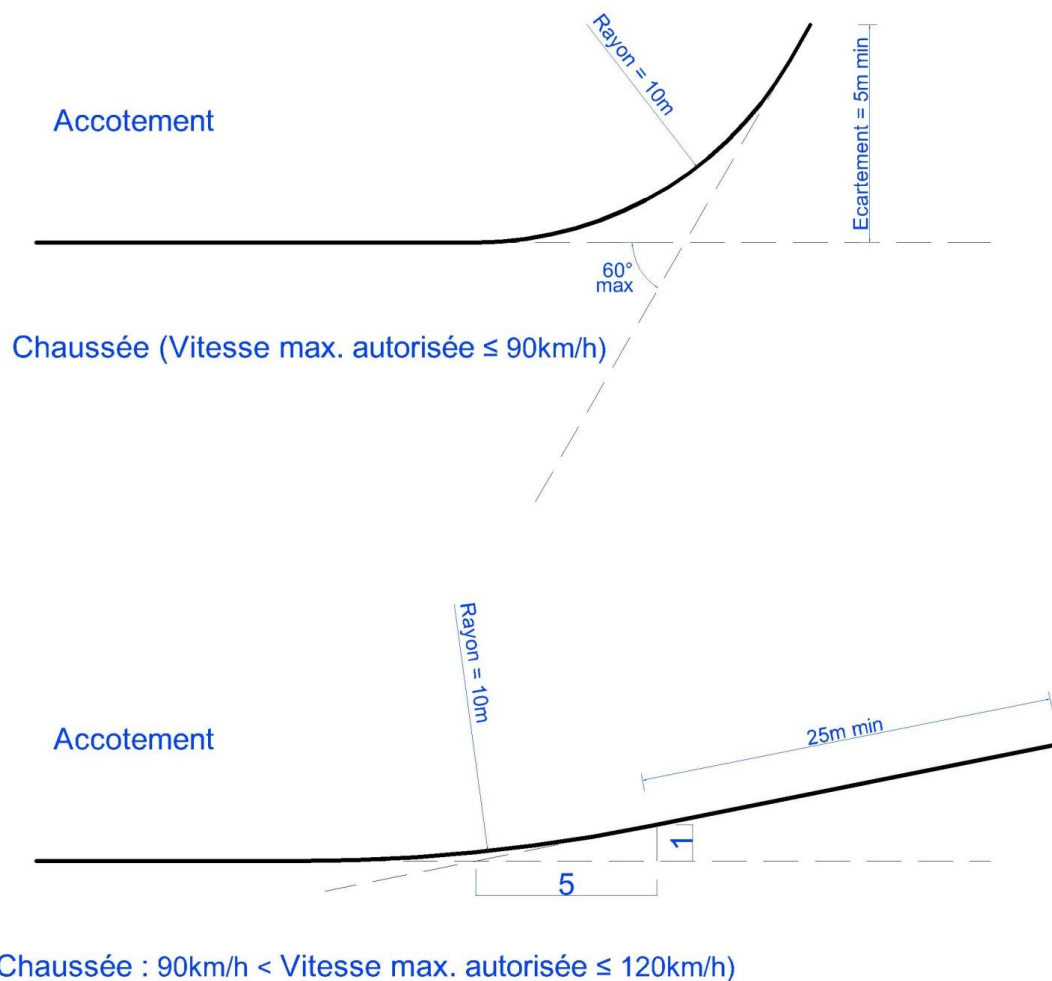 Rayon = 10m
Accotement
Ecartement = 5m min
60°
max
Chaussée (Vitesse max. autorisée ≤ 90km/h)
Rayon = 10m
Accotement
25m min
1
5
Chaussée : 90km/h < Vitesse max. autorisée ≤ 120km/h)